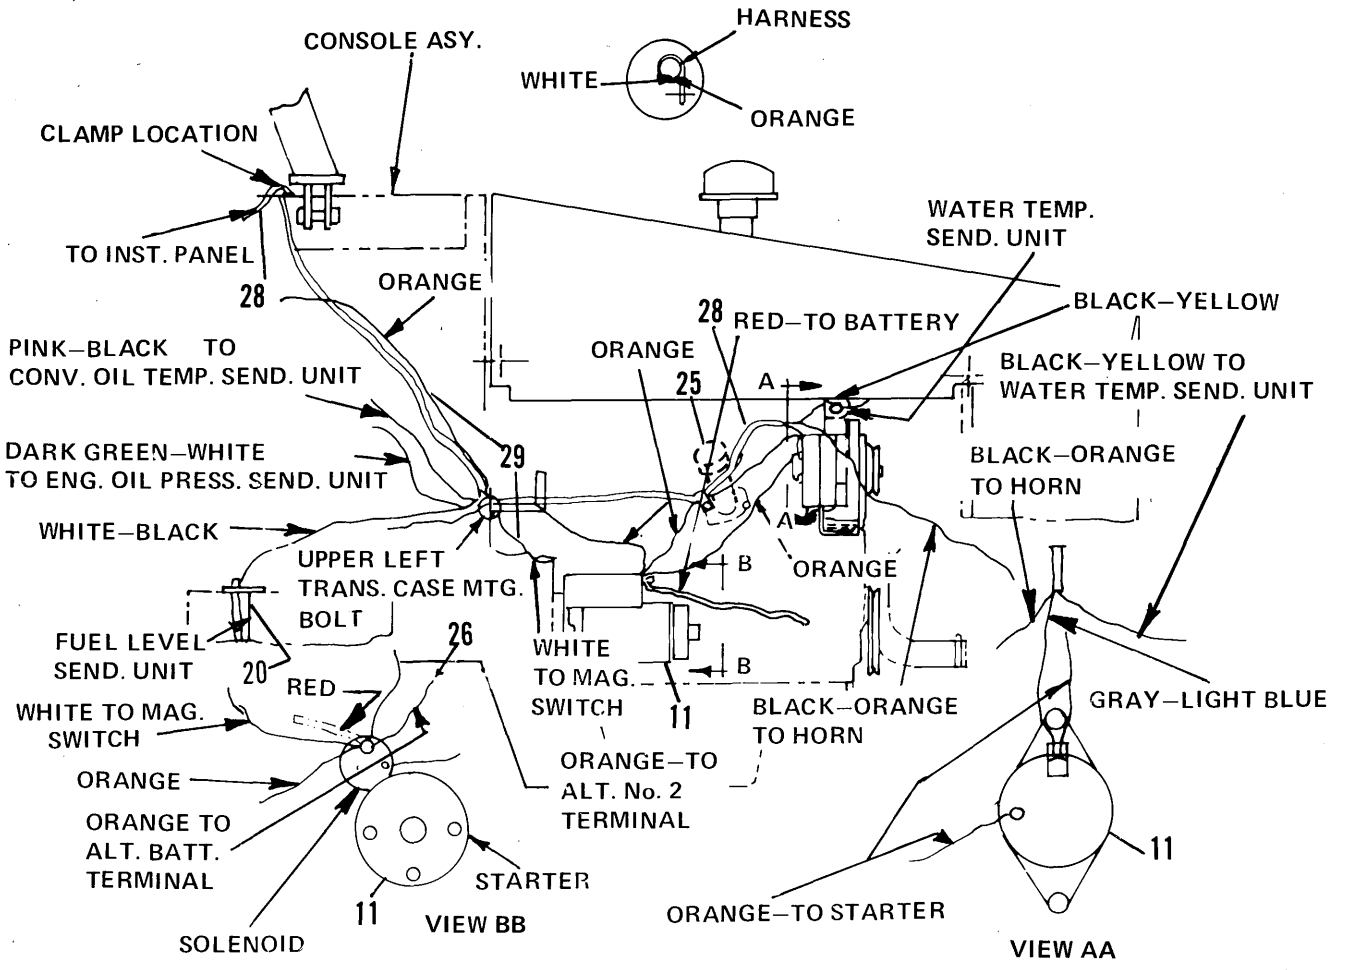 HARNESS
CONSOLE ASY.
WHITE
ORANGE
CLAMP LOCATION
WATER TEMP.
SEND. UNIT
TO INST. PANEL
28
ORANGE
BLACK-YELLOW
28
RED-TO BATTERY
PINK-BLACK TO
CONV. OIL TEMP. SEND. UNIT
ORANGE
BLACK-YELLOW TO
WATER TEMP. SEND. UNIT
25
A
DARK GREEN-WHITE
TO ENG. OIL PRESS. SEND. UNIT
29
BLACK-ORANGE
TO HORN
WHITE-BLACK
A
UPPER LEFT
TRANS. CASE MTG.
BOLT
B
ORANGE
FUEL LEVEL
SEND. UNIT
20
26
WHITE
TO MAG.
SWITCH
B
11
RED
GRAY-LIGHT BLUE
WHITE TO MAG.
SWITCH
BLACK-ORANGE
TO HORN
ORANGE
ORANGE-TO
ALT. No. 2
TERMINAL
ORANGE TO
ALT. BATT.
TERMINAL
11
STARTER
11
VIEW BB
ORANGE-TO STARTER
SOLENOID
VIEW AA